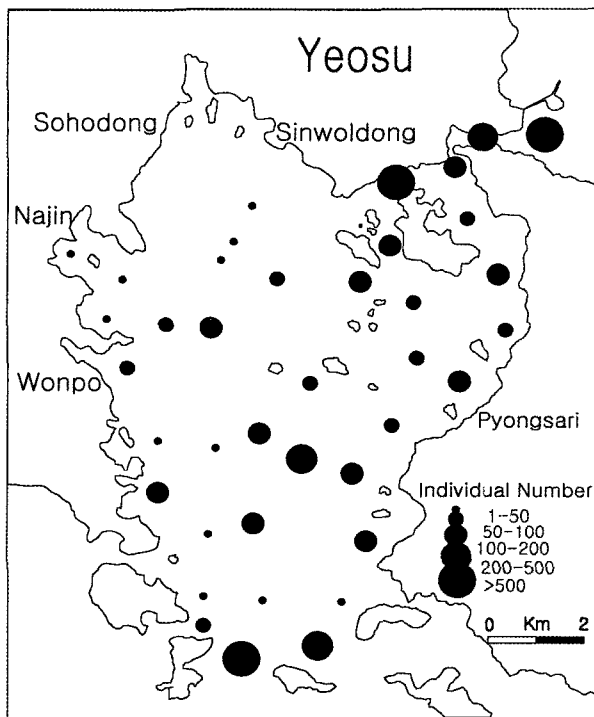 Yeosu
Sohodong
Sinwoldong
Najin
Wonpo
Pyongsari
Individual Number
1-50
50-100
100-200
200-500
>500
0 Km 2